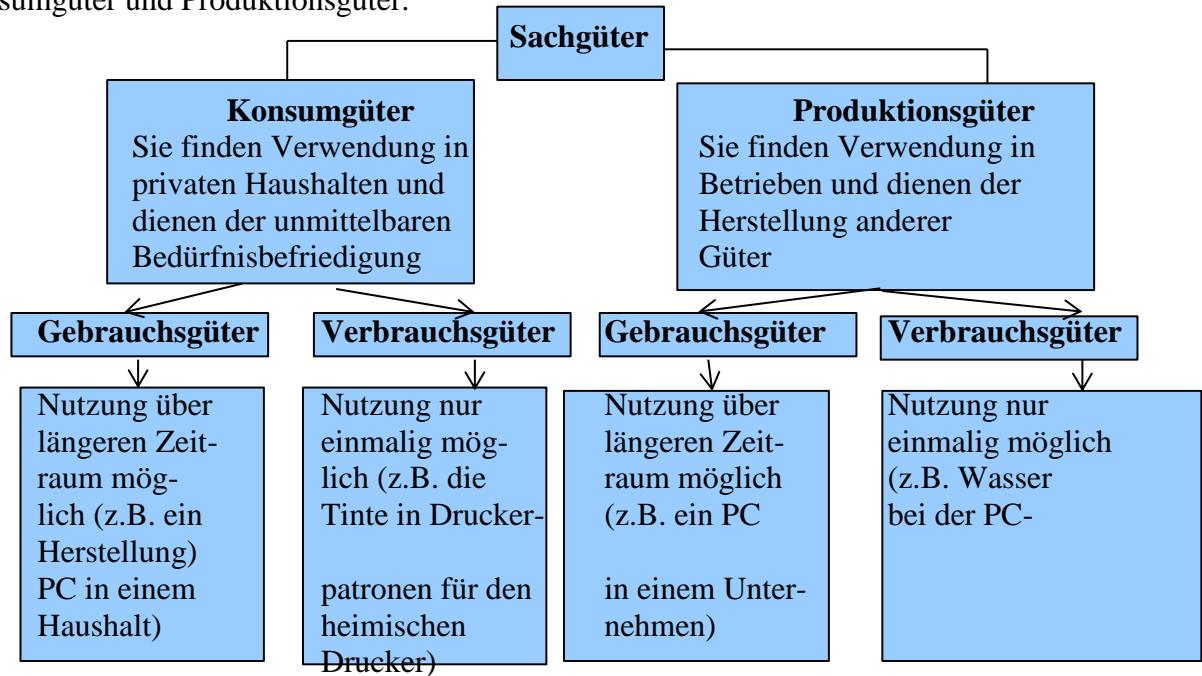 sumgüter und Produktionsgüter.
Sachgüter
Konsumgüter
Sie finden Verwendung in
privaten Haushalten und
dienen der unmittelbaren
Bedürfnisbefriedigung
Produktionsgüter
Sie finden Verwendung in
Betrieben und dienen der
Herstellung anderer
Güter
Gebrauchsgüter
Verbrauchsgüter
Gebrauchsgüter
Verbrauchsgüter
Nutzung über
längeren Zeit-
raum mög-
lich (z.B. ein
Herstellung)
PC in einem
Haushalt)
Nutzung nur
einmalig mög-
lich (z.B. die
Tinte in Drucker-
patronen für den
heimischen
Drucker)
Nutzung über
längeren Zeit-
raum möglich
(z.B. ein PC
in einem Unter-
nehmen)
Nutzung nur
einmalig möglich
(z.B. Wasser
bei der PC-